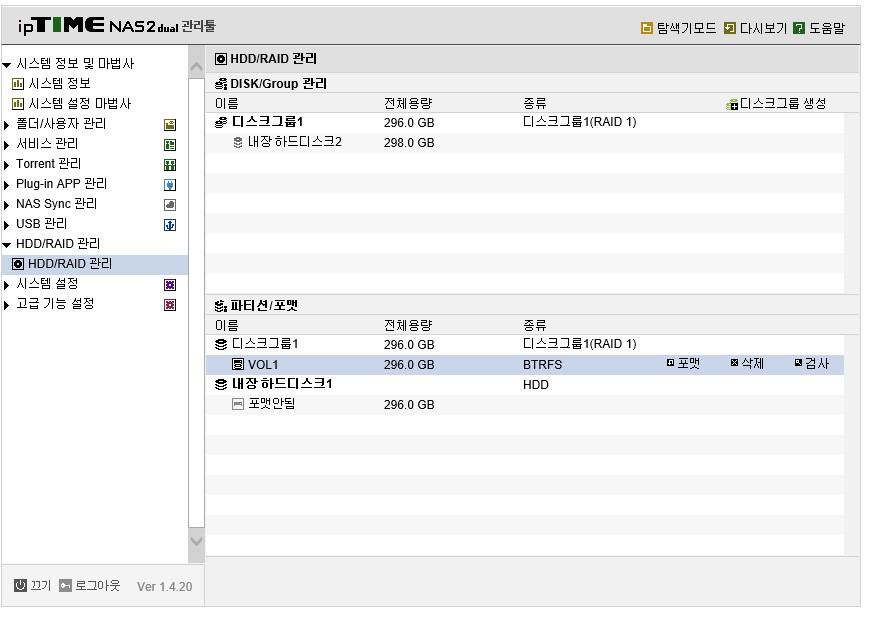 ipTIME NAS2dual 관리툴
탐색기모드 다시보기 도움말
시스템 정보 및 마법사
시스템 정보
시스템 설정 마법사
폴더/사용자 관리
서비스 관리
Torrent 관리
Plug-in APP 관리
NAS Sync 관리
USB 관리
HDD/RAID 관리
HDD/RAID 관리
시스템 설정
고급 기능 설정
끄기 로그아웃 Ver 1.4.20
HDD/RAID 관리
DISK/Group 관리
이름 전체용량 종류 디스크그룹 생성
디스크그룹1 296.0 GB 디스크그룹1(RAID 1)
내장하드디스크2 298.0 GB
파티션/포맷
이름 전체용량 종류
디스크그룹1 296.0 GB 디스크그룹1(RAID 1)
VOL1 296.0 GB BTRFS 포맷 삭제 검사
내장하드디스크1 HDD
포맷안됨 296.0 GB